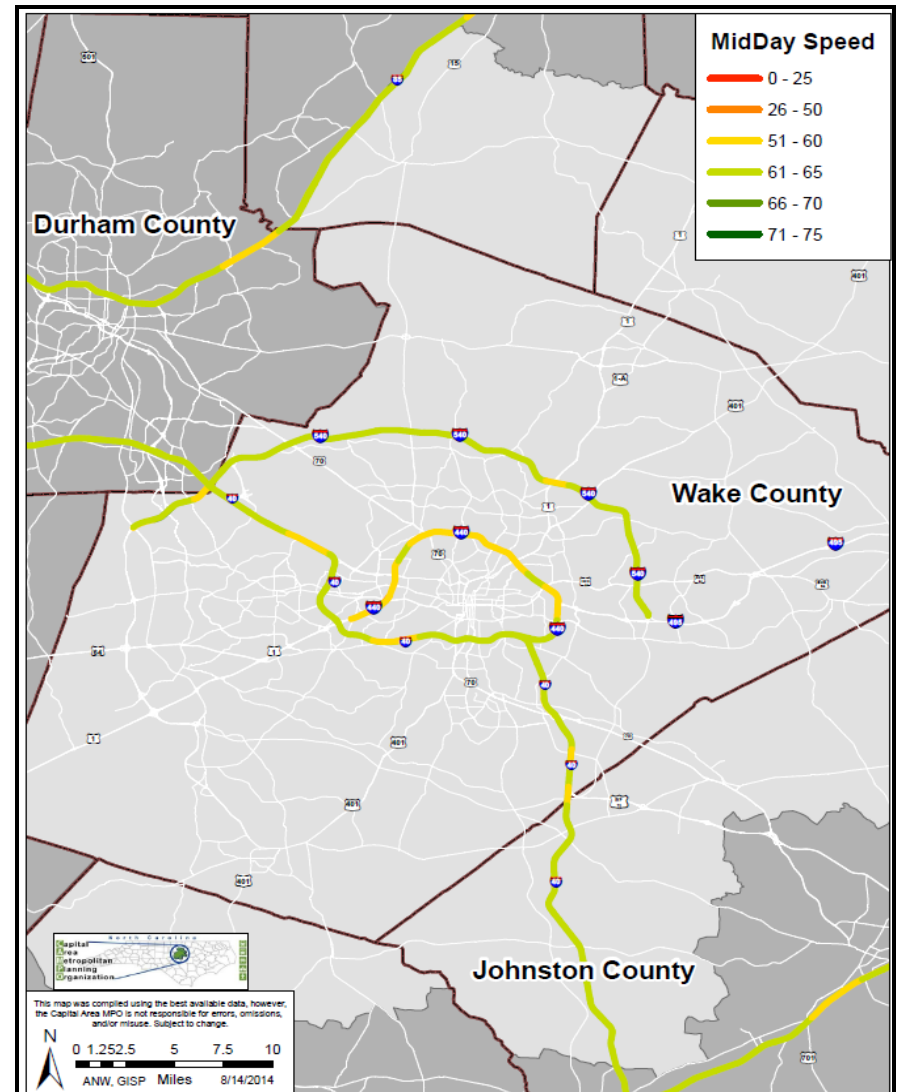 MidDay Speed
0 - 25
26 - 50
51 - 60
61 - 65
66 - 70
71 - 75
501
15
85
Durham County
1
401
1
1-A
401
540
540
70
40
540
1
Wake County
495
440
70
40
540
440
440
495
64
1
40
70
40
1
401
40
70
401
401
40
Johnston County
701
North Carolina
Capital
Area
Metropolitan
Planning
Organization
This map was compiled using the best available data, however,
the Capital Area MPO is not responsible for errors, omissions,
and/or misuse. Subject to change.
N
0 1.252.5 5 7.5 10
ANW, GISP Miles 8/14/2014